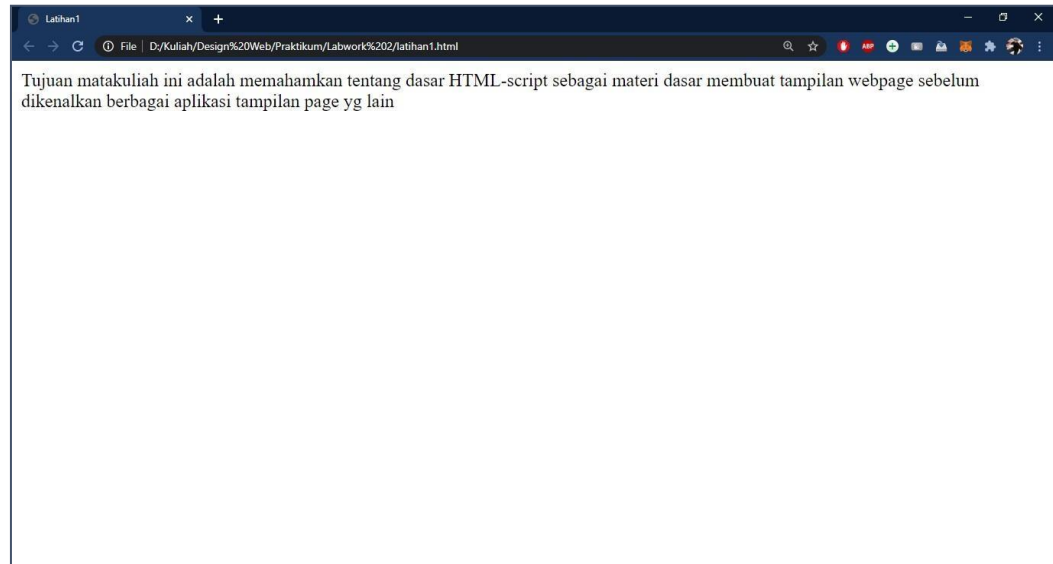 Latihan1
File | D:/Kuliah/Design%20Web/Praktikum/Labwork%202/latihan1.html
ABP
Tujuan matakuliah ini adalah memahamkan tentang dasar HTML-script sebagai materi dasar membuat tampilan webpage sebelum
dikenalkan berbagai aplikasi tampilan page yg lain